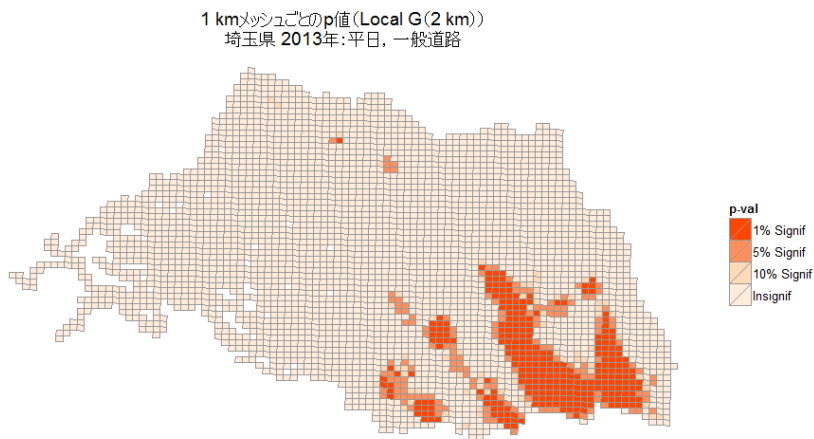 1 kmメッシュごとのp値(Local G(2 km))
埼玉県 2013年:平日, 一般道路
p-val
1% Signif
5% Signif
10% Signif
Insignif